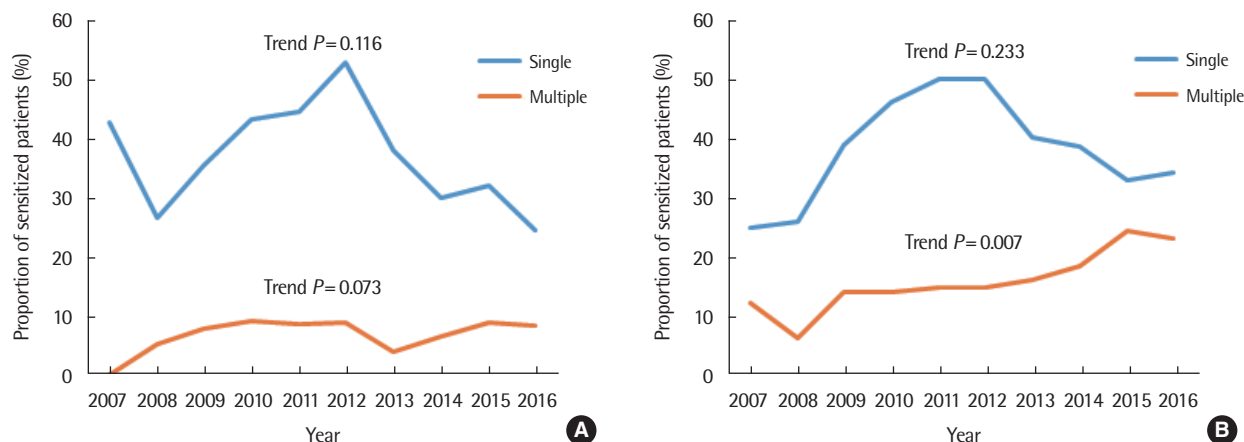 Proportion of sensitized patients (%)
60
50
40
30
20
10
0
Trend P=0.116
Single
Multiple
Trend P=0.073
2007 2008 2009 2010 2011 2012 2013 2014 2015 2016
Year
A
Proportion of sensitized patients (%)
60
50
40
30
20
10
0
Trend P=0.233
Single
Multiple
Trend P=0.007
2007 2008 2009 2010 2011 2012 2013 2014 2015 2016
Year
B